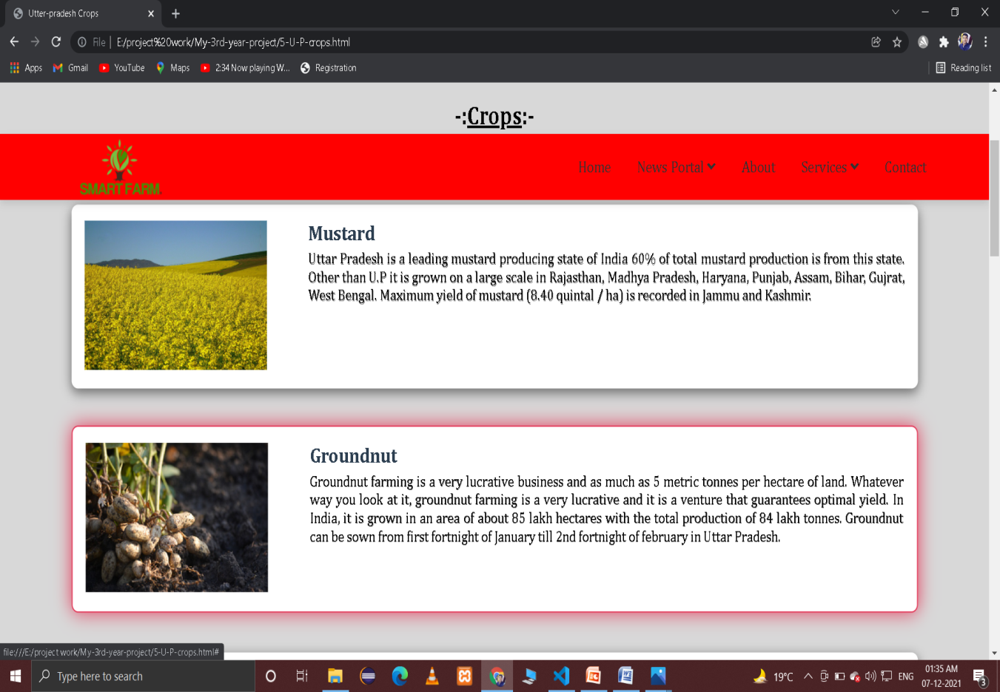 Utter-pradesh Crops
File | E:/project%20work/My-3rd-year-project/5-U-P-crops.html
Apps Gmail YouTube Maps 2:34 Now playing W... Registration Reading list
-:Crops:-
SMART FARM
Home News Portal About Services Contact
Mustard
Uttar Pradesh is a leading mustard producing state of India 60% of total mustard production is from this state.
Other than U.P it is grown on a large scale in Rajasthan, Madhya Pradesh, Haryana, Punjab, Assam, Bihar, Gujrat,
West Bengal. Maximum yield of mustard (8.40 quintal / ha) is recorded in Jammu and Kashmir.
Groundnut
Groundnut farming is a very lucrative business and as much as 5 metric tonnes per hectare of land. Whatever
way you look at it, groundnut farming is a very lucrative and it is a venture that guarantees optimal yield. In
India, it is grown in an area of about 85 lakh hectares with the total production of 84 lakh tonnes. Groundnut
can be sown from first fortnight of January till 2nd fortnight of february in Uttar Pradesh.
file:///E:/project work/My-3rd-year-project/5-U-P-crops.html#
Type here to search
19°C ENG
01:35 AM
07-12-2021
3